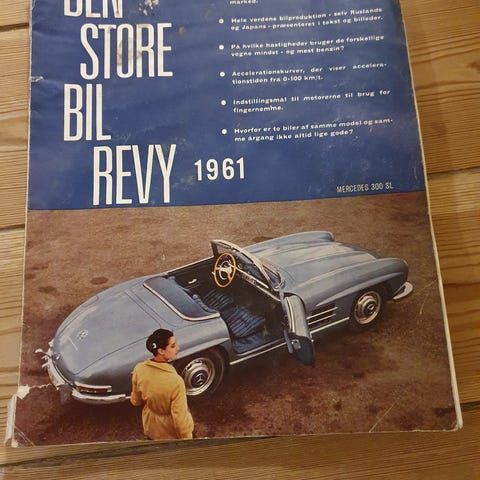 DEN
STORE
BIL
REVY 1961
marked.
Hele verdens bilproduktion - selv Ruslands
og Japans - præsenteres i tekst og billeder.
På hvilke hastigheder bruger de forskellige
vogne mindst - og mest benzin?
Accelerationskurver, der viser accelera-
tionstiden fra 0-100 km/t.
Indstillingsmål til motorerne til brug for
fingernemme.
Hvorfor er to biler af samme model og sam-
me årgang ikke altid lige gode?
MERCEDES 300 SL